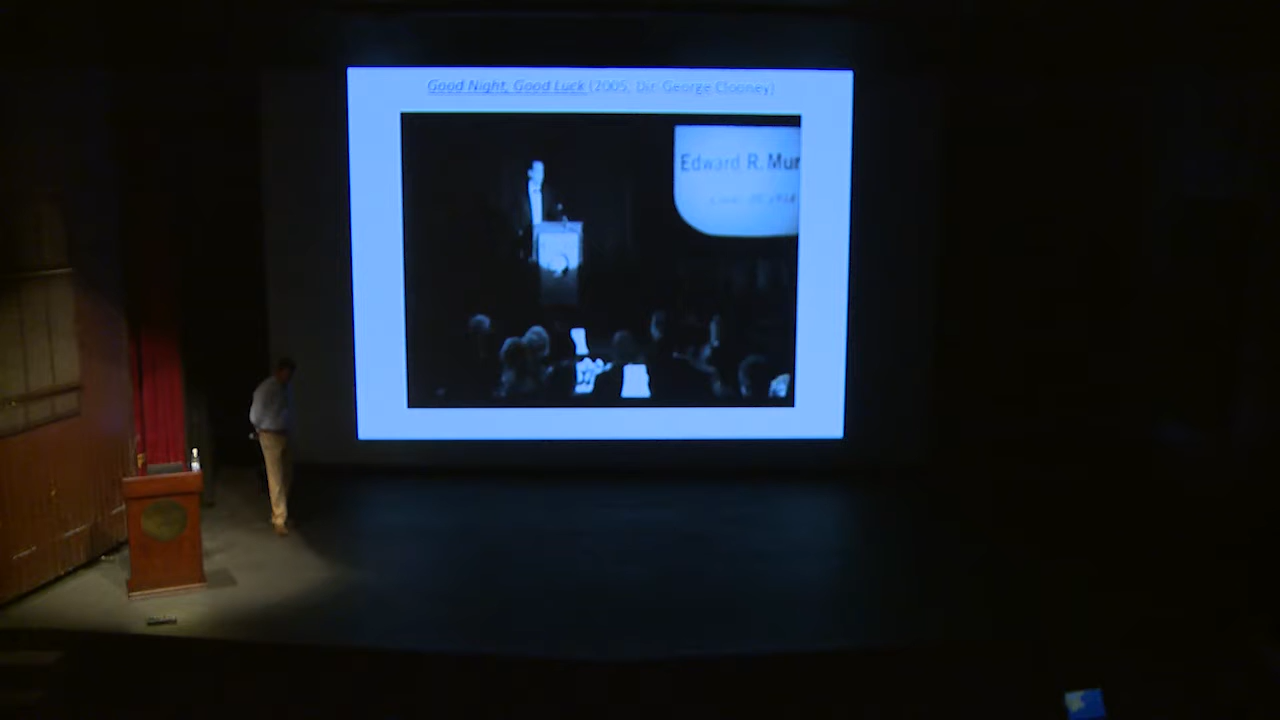 Good Night, Good Luck (2005, Dir. George Clooney)
Edward R. Mur